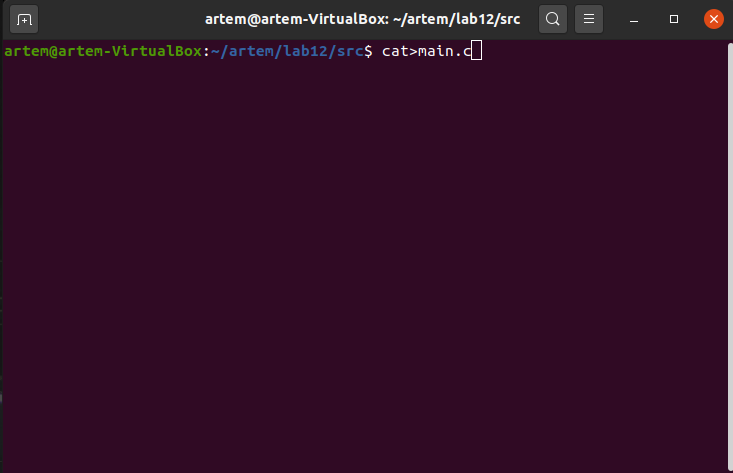 artem@artem-VirtualBox: ~/artem/lab12/src
artem@artem-VirtualBox:~/artem/lab12/src$ cat>main.c